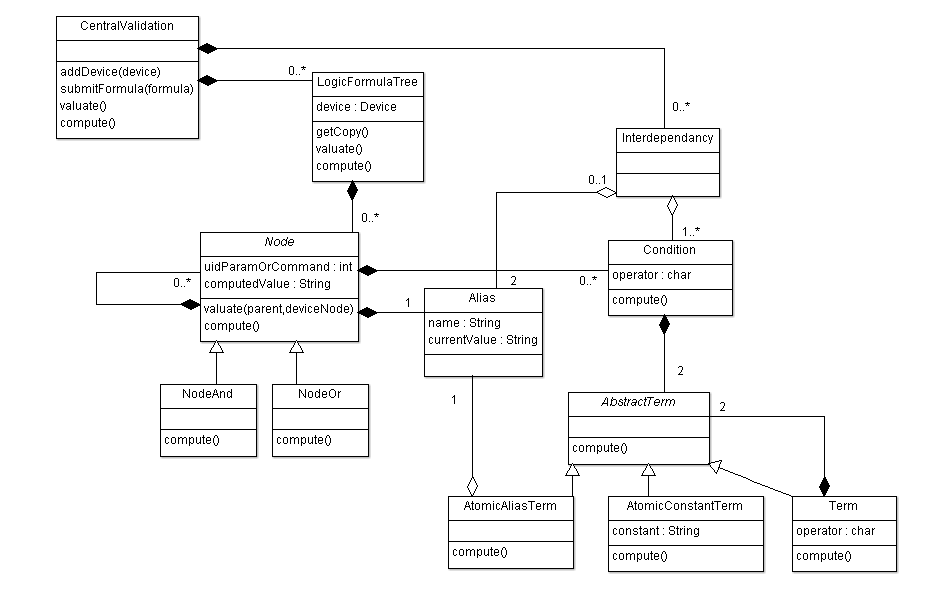 CentralValidation
addDevice(device)
submitFormula(formula)
valuate()
compute()
0..*
LogicFormulaTree
device : Device
getCopy()
valuate()
compute()
0..*
Interdependancy
0..1
0..*
1..*
Node
uidParamOrCommand : int
computedValue : String
valuate(parent,deviceNode)
compute()
0..*
Condition
operator : char
compute()
0..*
1
2
Alias
name : String
currentValue : String
NodeAnd
compute()
NodeOr
compute()
1
2
AbstractTerm
compute()
2
AtomicAliasTerm
compute()
AtomicConstantTerm
constant : String
compute()
Term
operator : char
compute()